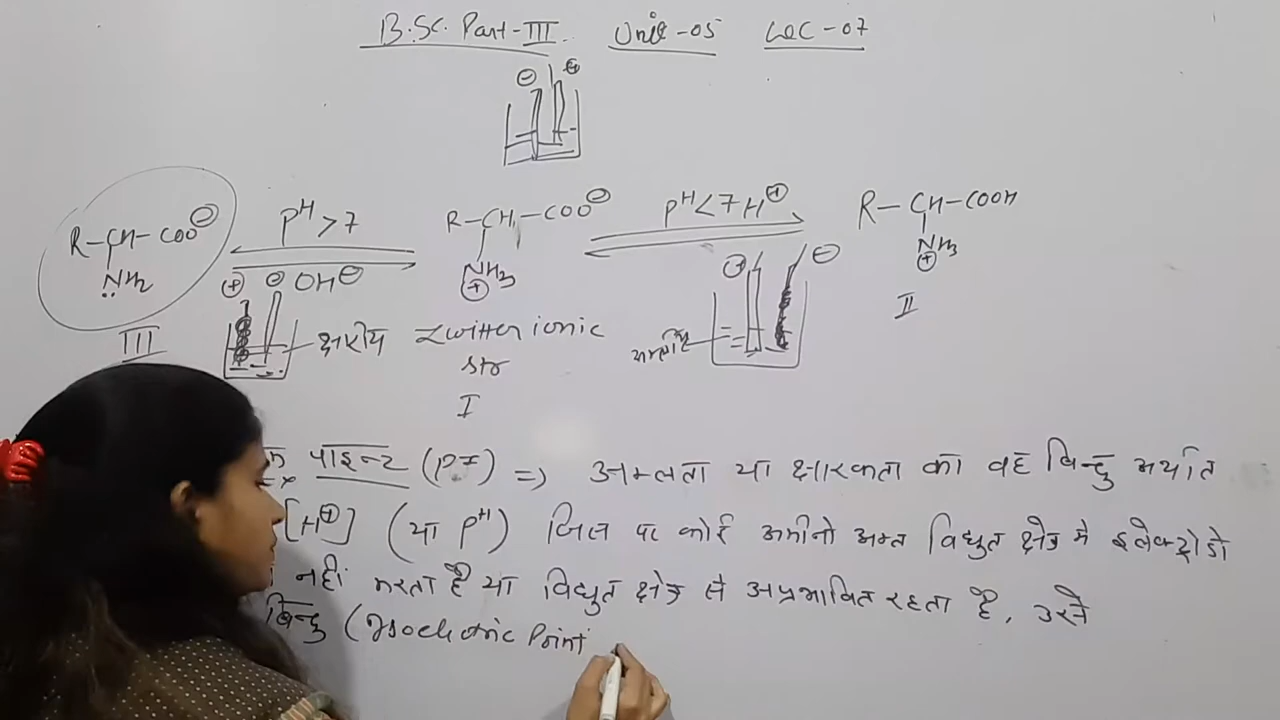 B.Sc. Part-III Unit-05 Lec-07
⊖ ⊕
R-CH-COO⊖ pH>7 R-CH-COO⊖ pH<7 H⊕ R-CH-COOH
NH2 OH⊖ NH3 NH3
⊕ ⊖ ⊕ ⊕ ⊖ ⊕
III क्षारीय Zwitter ionic II
str
I
पाइन्ट (pI) => अम्लता या क्षारकता का वह बिन्दु अर्थात
[H⊕] (या pH) जिस पर कोई अमीनो अम्ल विधुत क्षेत्र मे इलेक्ट्रोडो
नहीं करता है या विधुत क्षेत्र से अप्रभावित रहता है, उसे
बिन्दु (Isoelectric Point